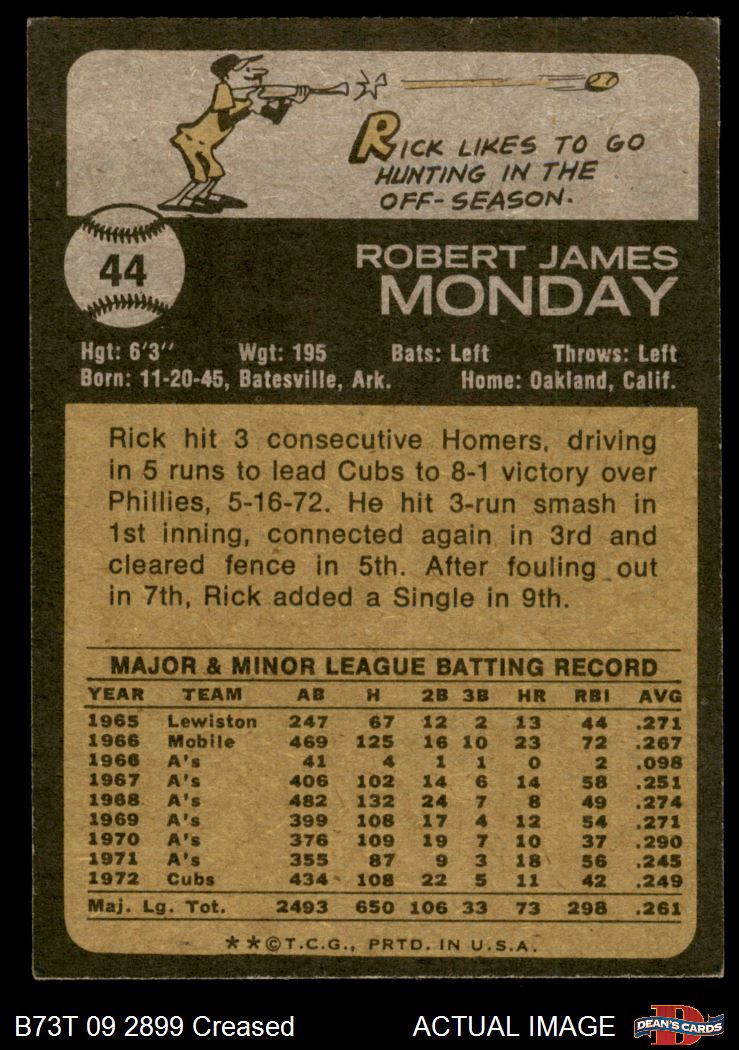 RICK LIKES TO GO
HUNTING IN THE
OFF-SEASON.
44
ROBERT JAMES
MONDAY
Hgt: 6'3" Wgt: 195 Bats: Left Throws: Left
Born: 11-20-45, Batesville, Ark. Home: Oakland, Calif.
Rick hit 3 consecutive Homers, driving
in 5 runs to lead Cubs to 8-1 victory over
Phillies, 5-16-72. He hit 3-run smash in
1st inning, connected again in 3rd and
cleared fence in 5th. After fouling out
in 7th, Rick added a Single in 9th.
MAJOR & MINOR LEAGUE BATTING RECORD
YEAR TEAM AB H 2B 3B HR RBI AVG
1965 Lewiston 247 67 12 2 13 44 .271
1966 Mobile 469 125 16 10 23 72 .267
1966 A's 41 4 1 1 0 2 .098
1967 A's 406 102 14 6 14 58 .251
1968 A's 482 132 24 7 8 49 .274
1969 A's 399 108 17 4 12 54 .271
1970 A's 376 109 19 7 10 37 .290
1971 A's 355 87 9 3 18 56 .245
1972 Cubs 434 108 22 5 11 42 .249
Maj. Lg. Tot. 2493 650 106 33 73 298 .261
**©T.C.G., PRTD. IN U.S.A.
B73T 09 2899 Creased ACTUAL IMAGE
D
DEAN'S CARDS